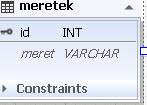 meretek
id INT
meret VARCHAR
Constraints